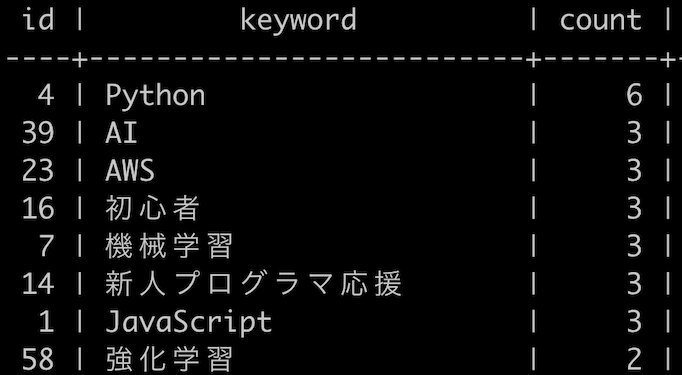 id | keyword | count |
----+--------------------------+-------+-
4 | Python | 6 |
39 | AI | 3 |
23 | AWS | 3 |
16 | 初心者 | 3 |
7 | 機械学習 | 3 |
14 | 新人プログラマ応援 | 3 |
1 | JavaScript | 3 |
58 | 強化学習 | 2 |